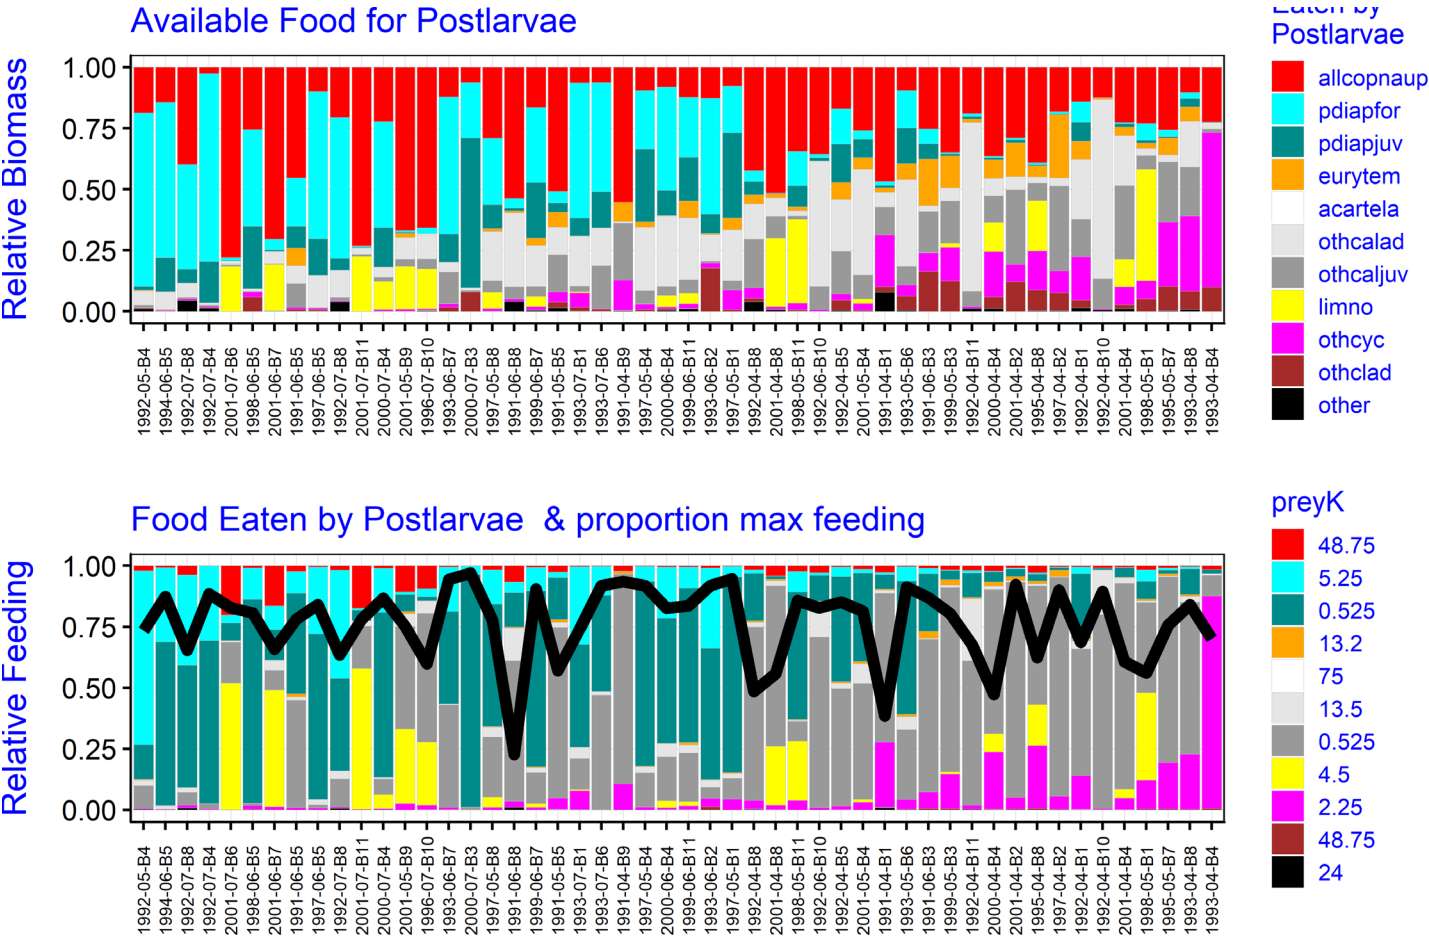 Available Food for Postlarvae
Relative Biomass
1.00
0.75
0.50
0.25
0.00
1992-05-B4
1994-06-B5
1992-07-B8
1992-07-B4
2001-07-B6
1998-06-B5
2001-06-B7
1991-06-B5
1997-06-B5
1992-07-B8
2001-07-B11
2000-07-B4
2001-05-B9
1996-07-B10
1993-06-B7
2000-07-B3
1997-05-B8
1991-06-B8
1999-06-B7
1991-05-B11
1993-07-B1
1993-07-B6
1991-04-B9
1997-05-B4
2000-06-B4
1999-06-B11
1993-06-B2
1997-05-B1
1992-04-B8
2001-04-B8
1998-05-B11
1992-06-B10
1992-04-B5
2001-05-B4
1991-04-B1
1993-05-B6
1991-06-B3
1999-05-B3
1992-04-B11
2000-04-B4
2001-04-B2
1995-04-B8
1997-04-B2
1992-04-B1
1992-04-B10
2001-04-B4
1998-05-B1
1995-05-B7
1993-04-B8
1993-04-B4
Eaten by
Postlarvae
allcopnaup
pdiapfor
pdiapjuv
eurytem
acartela
othcalad
othcaljuv
limno
othcyc
othclad
other
Food Eaten by Postlarvae & proportion max feeding
Relative Feeding
1.00
0.75
0.50
0.25
0.00
1992-05-B4
1994-06-B5
1992-07-B8
1992-07-B4
2001-07-B6
1998-06-B5
2001-06-B7
1991-06-B5
1997-06-B5
1992-07-B8
2001-07-B11
2000-07-B4
2001-05-B9
1996-07-B10
1993-06-B7
2000-07-B3
1997-05-B8
1991-06-B8
1999-06-B7
1991-05-B11
1993-07-B1
1993-07-B6
1991-04-B9
1997-05-B4
2000-06-B4
1999-06-B11
1993-06-B2
1997-05-B1
1992-04-B8
2001-04-B8
1998-05-B11
1992-06-B10
1992-04-B5
2001-05-B4
1991-04-B1
1993-05-B6
1991-06-B3
1999-05-B3
1992-04-B11
2000-04-B4
2001-04-B2
1995-04-B8
1997-04-B2
1992-04-B1
1992-04-B10
2001-04-B4
1998-05-B1
1995-05-B7
1993-04-B8
1993-04-B4
preyK
48.75
5.25
0.525
13.2
75
13.5
0.525
4.5
2.25
48.75
24